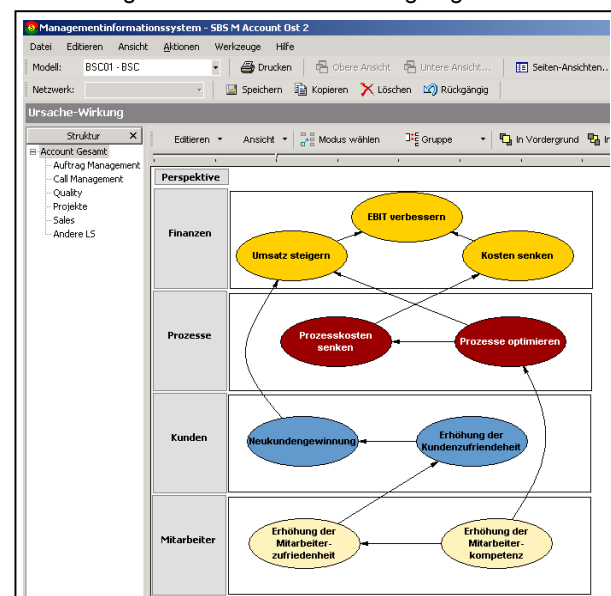 Managementinformationssystem - SBS M Account Ost 2
Datei Editieren Ansicht Aktionen Werkzeuge Hilfe
Modell: BSC01 - BSC Drucken Obere Ansicht Untere Ansicht... Seiten-Ansichten..
Netzwerk: Speichern Kopieren Löschen Rückgängig
Ursache-Wirkung
Struktur X Editieren Ansicht Modus wählen Gruppe In Vordergrund
Account Gesamt
Auftrag Management
Call Management
Quality
Projekte
Sales
Andere LS
Perspektive
Finanzen
EBIT verbessern
Umsatz steigern
Kosten senken
Prozesse
Prozesskosten
senken
Prozesse optimieren
Kunden
Neukundengewinnung
Erhöhung der
Kundenzufriendeheit
Mitarbeiter
Erhöhung der
Mitarbeiter-
zufriedenheit
Erhöhung der
Mitarbeiter-
kompetenz